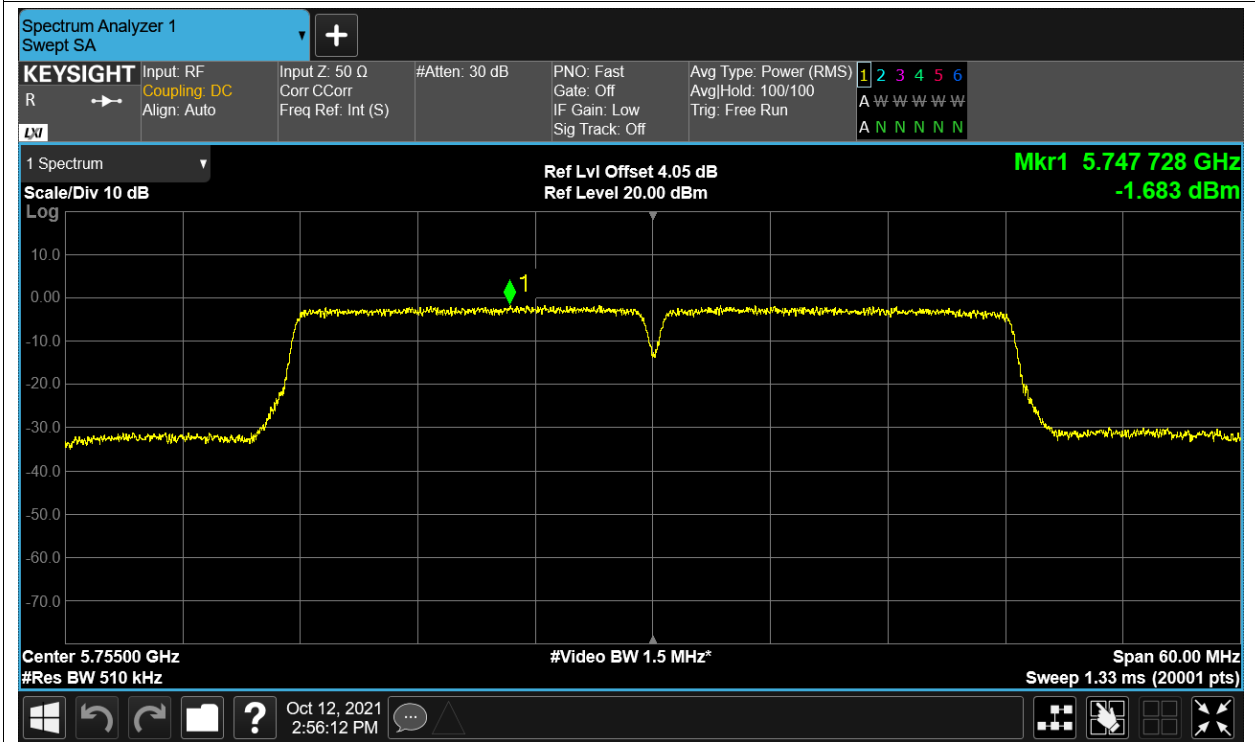 Spectrum Analyzer 1
Swept SA
KEYSIGHT
R
LXI
Input: RF
Coupling: DC
Align: Auto
Input Z: 50 Ω
Corr CCorr
Freq Ref: Int (S)
#Atten: 30 dB
PNO: Fast
Gate: Off
IF Gain: Low
Sig Track: Off
Avg Type: Power (RMS)
Avg|Hold: 100/100
Trig: Free Run
1 2 3 4 5 6
A W W W W W
A N N N N N
1 Spectrum
Scale/Div 10 dB
Log
Ref Lvl Offset 4.05 dB
Ref Level 20.00 dBm
Mkr1 5.747 728 GHz
-1.683 dBm
10.0
0.00
-10.0
-20.0
-30.0
-40.0
-50.0
-60.0
-70.0
1
Center 5.75500 GHz
#Res BW 510 kHz
#Video BW 1.5 MHz*
Span 60.00 MHz
Sweep 1.33 ms (20001 pts)
?
Oct 12, 2021
2:56:12 PM